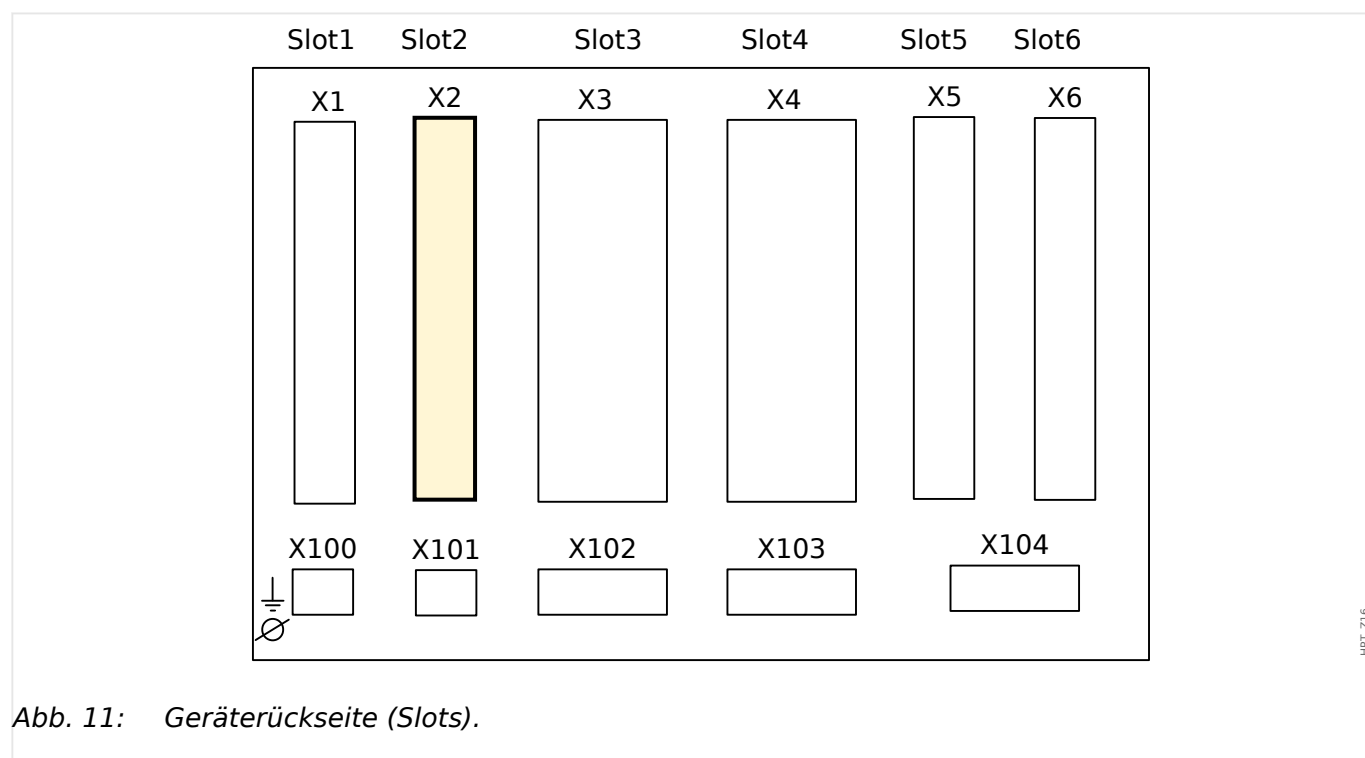 Slot1 Slot2 Slot3 Slot4 Slot5 Slot6
X1 X2 X3 X4 X5 X6
X100 X101 X102 X103 X104
HPT_Z16
Abb. 11: Geräterückseite (Slots).